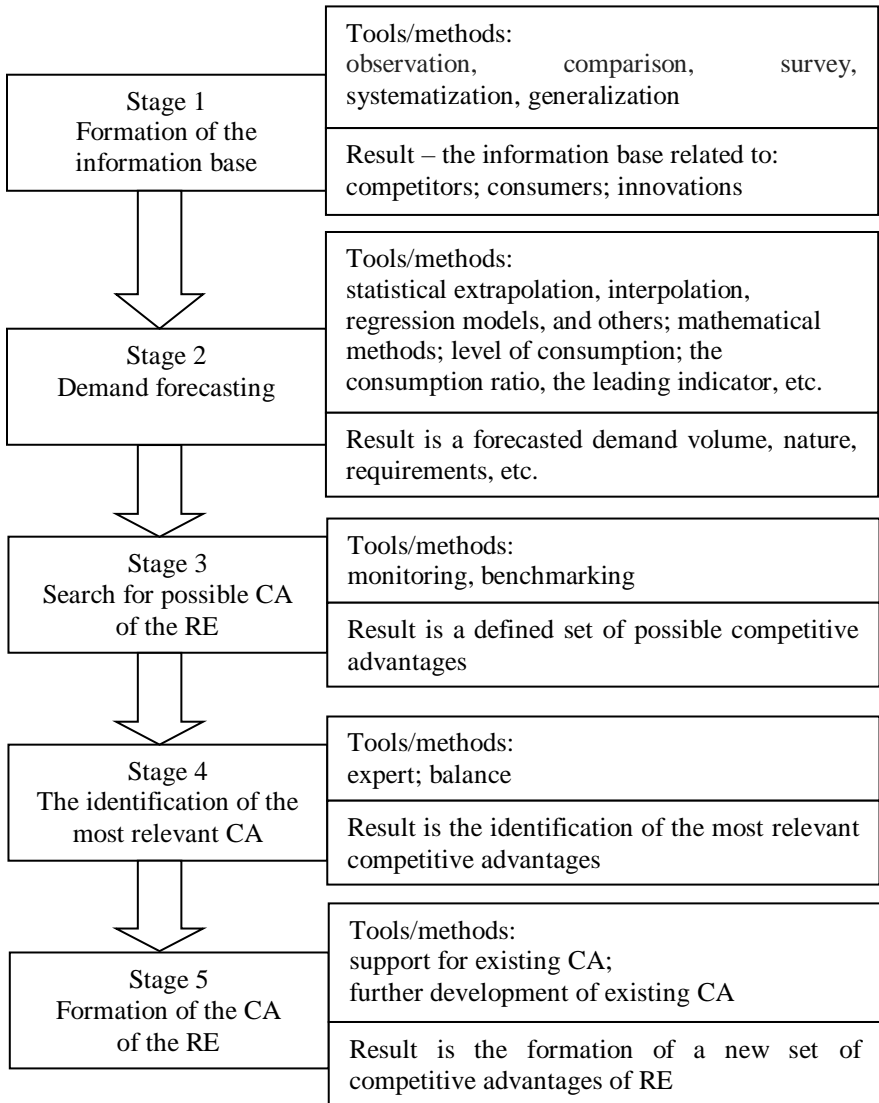 Stage 1
Formation of the
information base
Tools/methods:
observation, comparison, survey,
systematization, generalization
Result – the information base related to:
competitors; consumers; innovations
Stage 2
Demand forecasting
Tools/methods:
statistical extrapolation, interpolation,
regression models, and others; mathematical
methods; level of consumption; the
consumption ratio, the leading indicator, etc.
Result is a forecasted demand volume, nature,
requirements, etc.
Stage 3
Search for possible CA
of the RE
Tools/methods:
monitoring, benchmarking
Result is a defined set of possible competitive
advantages
Stage 4
The identification of the
most relevant CA
Tools/methods:
expert; balance
Result is the identification of the most relevant
competitive advantages
Stage 5
Formation of the CA
of the RE
Tools/methods:
support for existing CA;
further development of existing CA
Result is the formation of a new set of
competitive advantages of RE